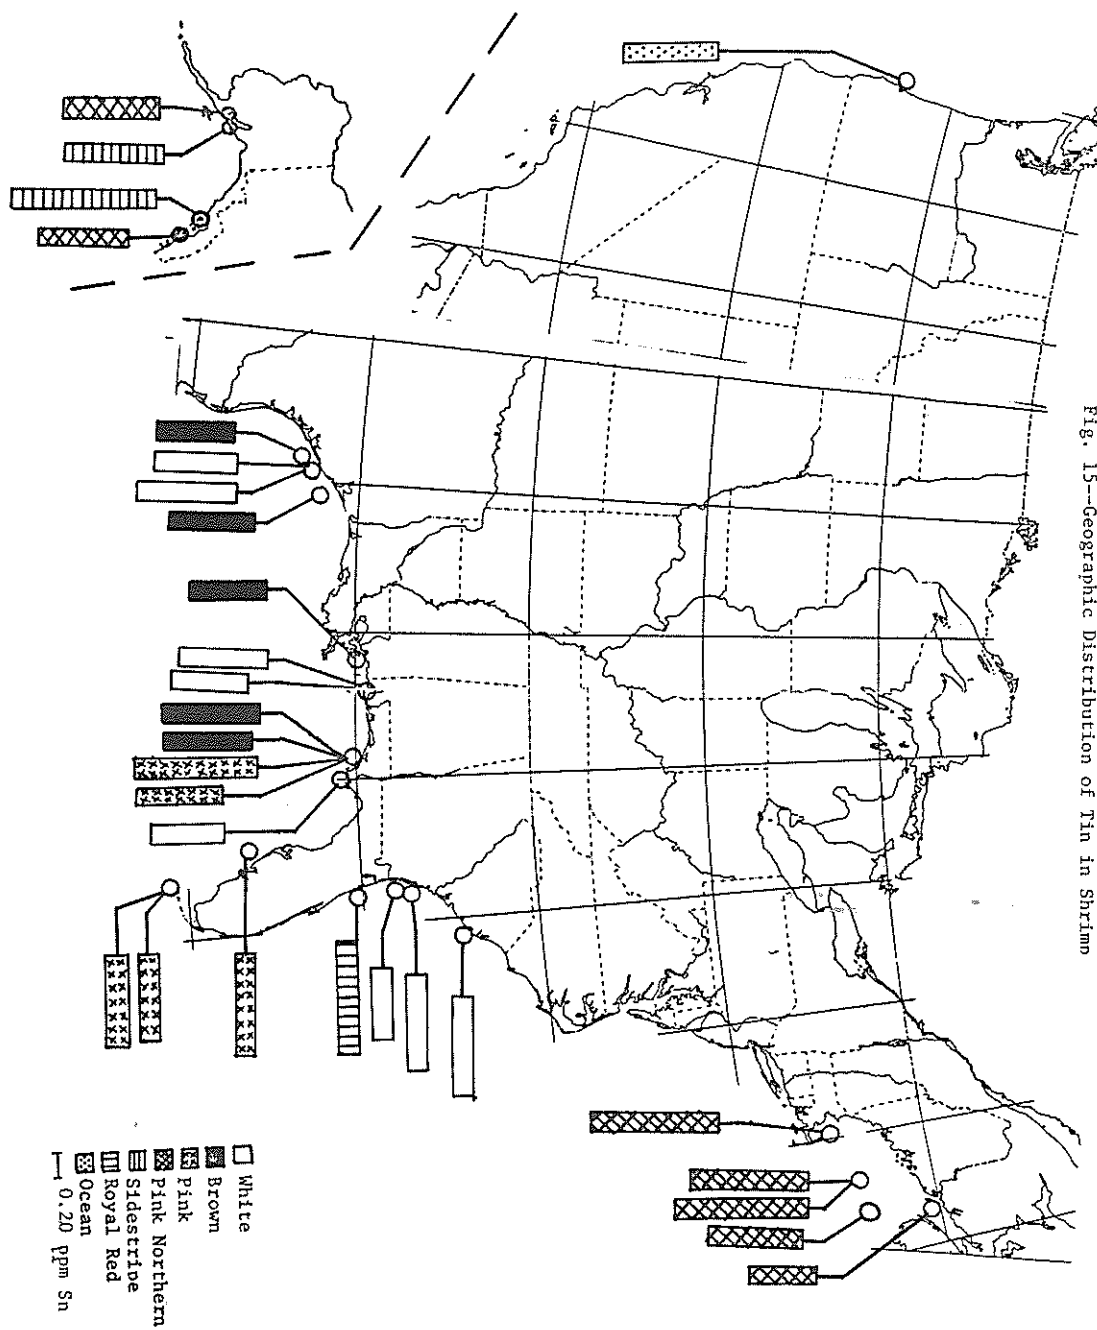 Fig. 15--Geographic Distribution of Tin in Shrimp
White
Brown
Pink
Pink Northern
Sidestripe
Royal Red
Ocean
0.20 ppm Sn